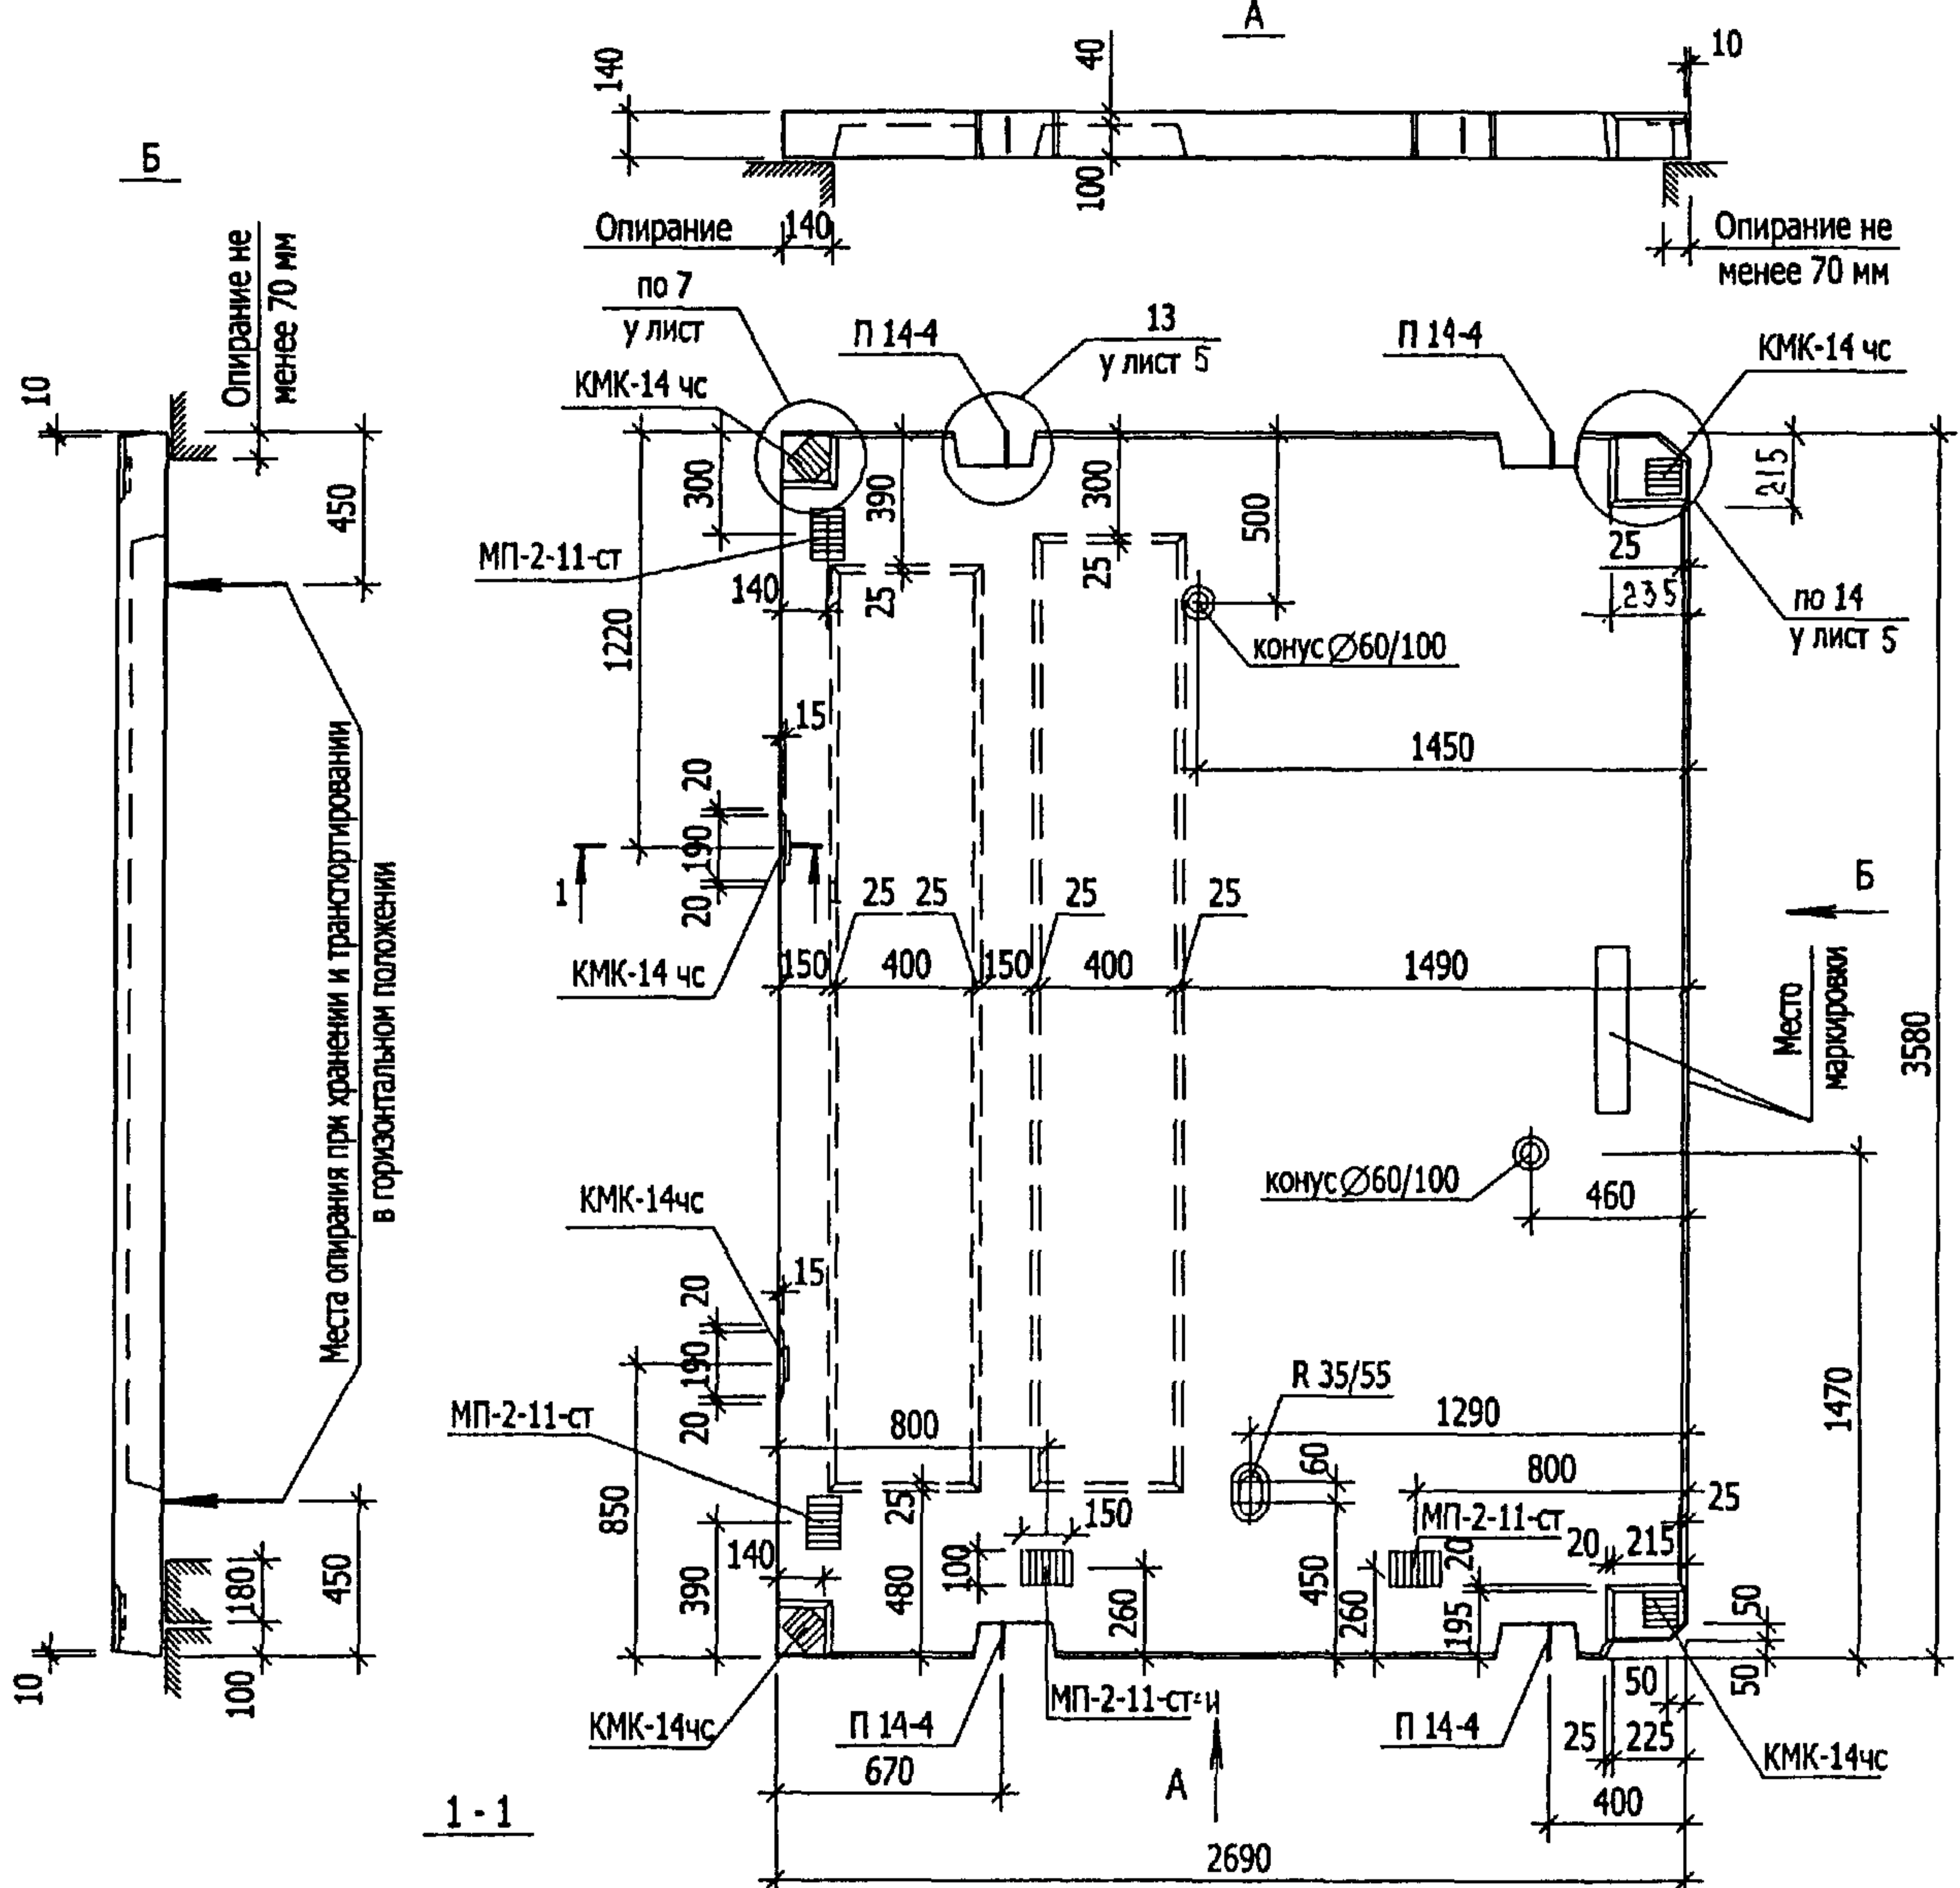 А
140
40
10
100
Б
Опирание
140
Опирание не
менее 70 мм
Опирание не
менее 70 мм
10
450
по 7
у лист
П 14-4
13
у лист 5
П 14-4
КМК-14 чс
КМК-14 чс
300
390
300
500
215
МП-2-11-ст
140
25
25
25
235
по 14
у лист 5
конус Ø60/100
1220
15
1450
20
190
20
1
25
25
25
25
Б
КМК-14 чс
150
400
150
400
1490
Место
маркировки
3580
Места опирания при хранении и транспортировании
в горизонтальном положении
конус Ø60/100
460
КМК-14чс
15
20
190
20
R 35/55
1470
МП-2-11-ст
800
1290
60
800
25
850
25
150
МП-2-11-ст
20
20
215
140
100
390
480
260
450
260
195
50
180
450
10
100
50
50
МП-2-11-ст-и
КМК-14чс
П 14-4
П 14-4
25
225
КМК-14чс
670
А
400
1 - 1
2690